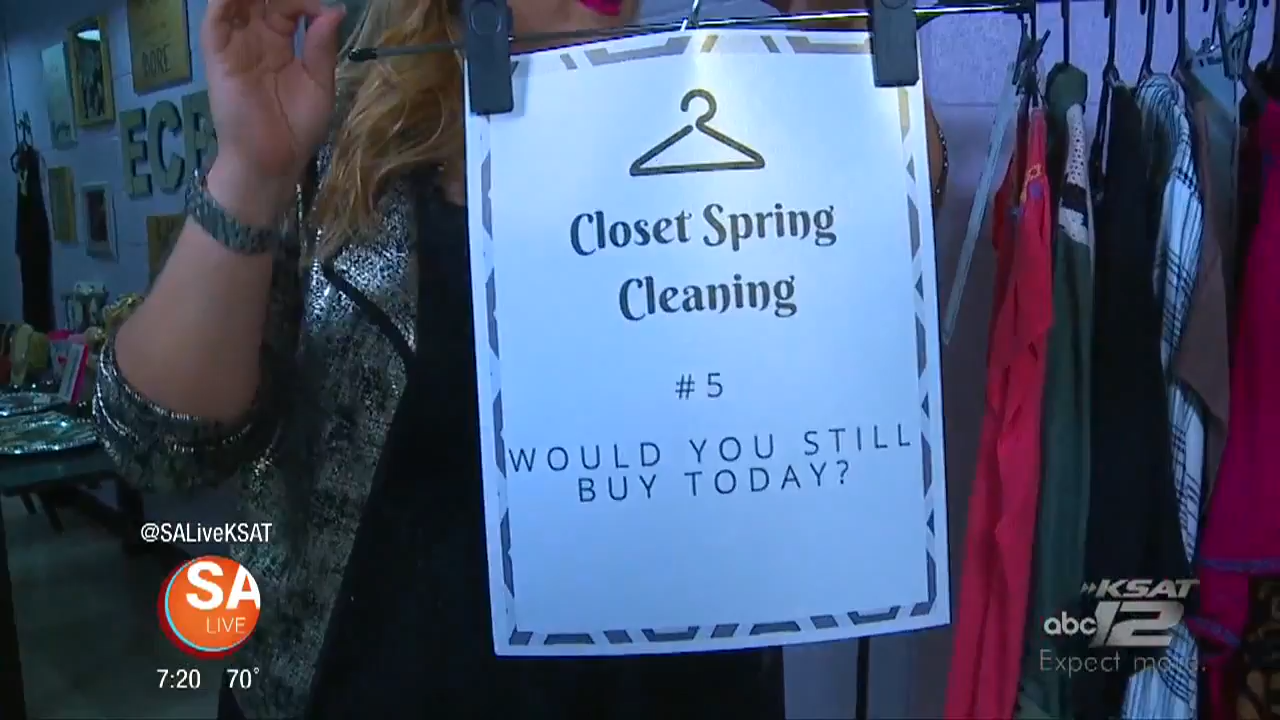 Closet Spring
Cleaning
#5
WOULD YOU STILL
BUY TODAY?
@SALiveKSAT
SA
LIVE
7:20 70°
KSAT
abc 12
Expect more.